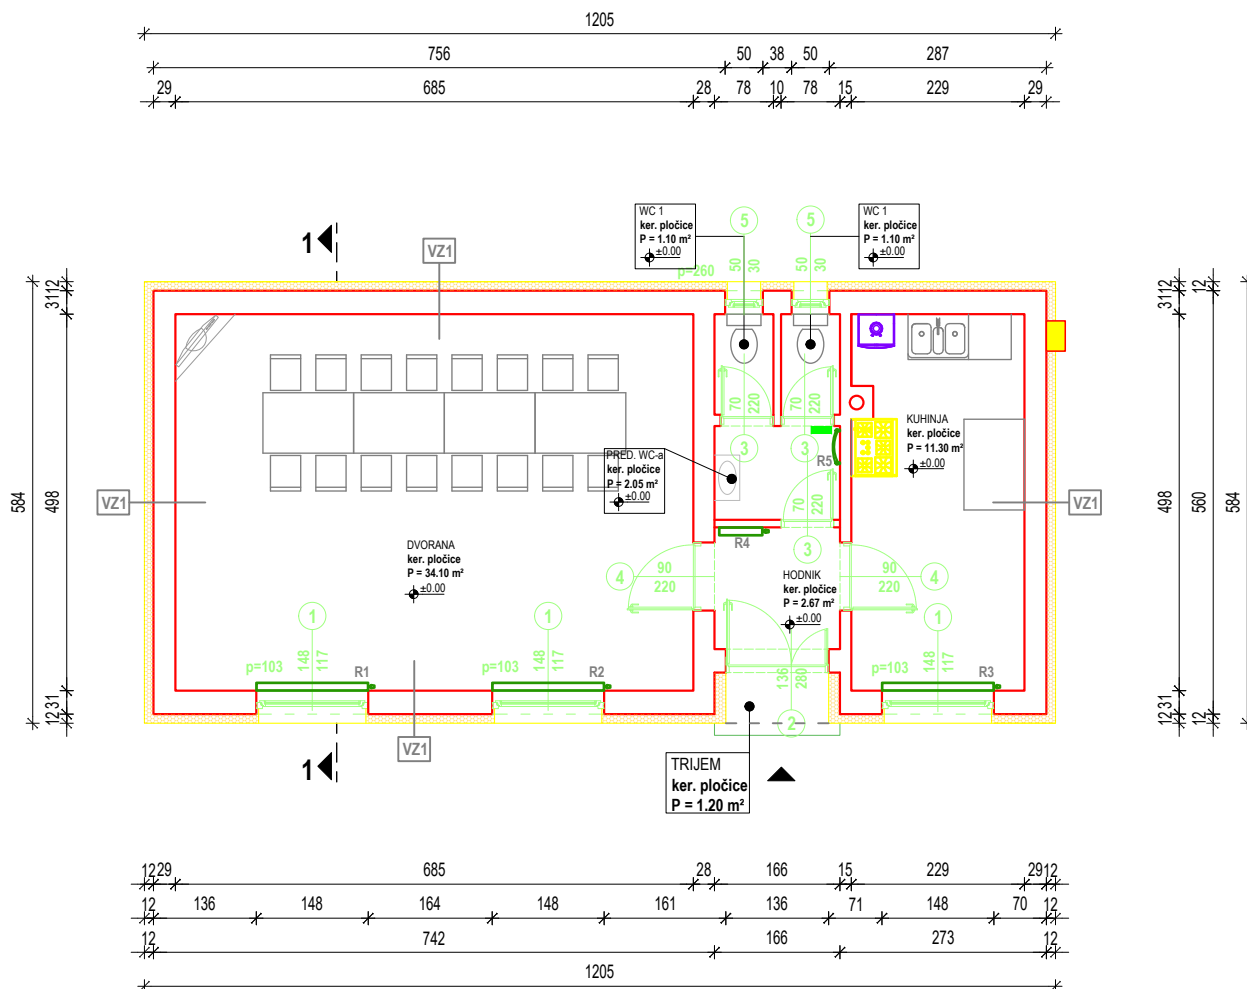 1205
756 50 38 50 287
29 685 28 78 10 78 15 229 29
WC 1
ker. pločice
P = 1.10 m²
±0.00
5
5
WC 1
ker. pločice
P = 1.10 m²
±0.00
1
VZ1
p=260
50
30
50
30
584
12
31
498
31
12
12
31
498
31
12
12
560
12
584
70
220
70
220
3
3
KUHINJA
ker. pločice
P = 11.30 m²
±0.00
PRED. WC-a
ker. pločice
P = 2.05 m²
±0.00
R5
VZ1
VZ1
70
220
R4
3
DVORANA
ker. pločice
P = 34.10 m²
±0.00
4
90
220
HODNIK
ker. pločice
P = 2.67 m²
±0.00
90
220
4
1
1
1
p=103
148
117
R1
p=103
148
117
R2
136
280
p=103
148
117
R3
2
VZ1
1
TRIJEM
ker. pločice
P = 1.20 m²
12 29 685 28 166 15 229 29 12
12 136 148 164 148 161 136 71 148 70 12
12 742 166 273 12
1205